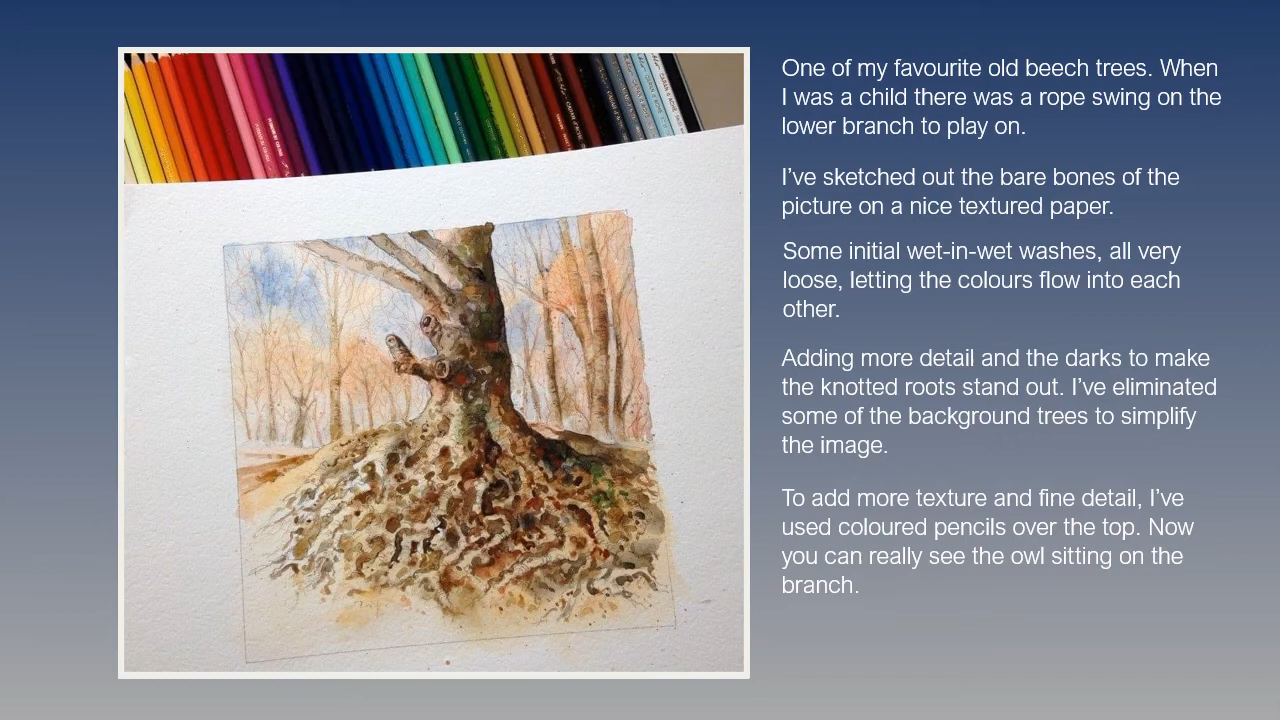 One of my favourite old beech trees. When
I was a child there was a rope swing on the
lower branch to play on.
I've sketched out the bare bones of the
picture on a nice textured paper.
Some initial wet-in-wet washes, all very
loose, letting the colours flow into each
other.
Adding more detail and the darks to make
the knotted roots stand out. I've eliminated
some of the background trees to simplify
the image.
To add more texture and fine detail, I've
used coloured pencils over the top. Now
you can really see the owl sitting on the
branch.